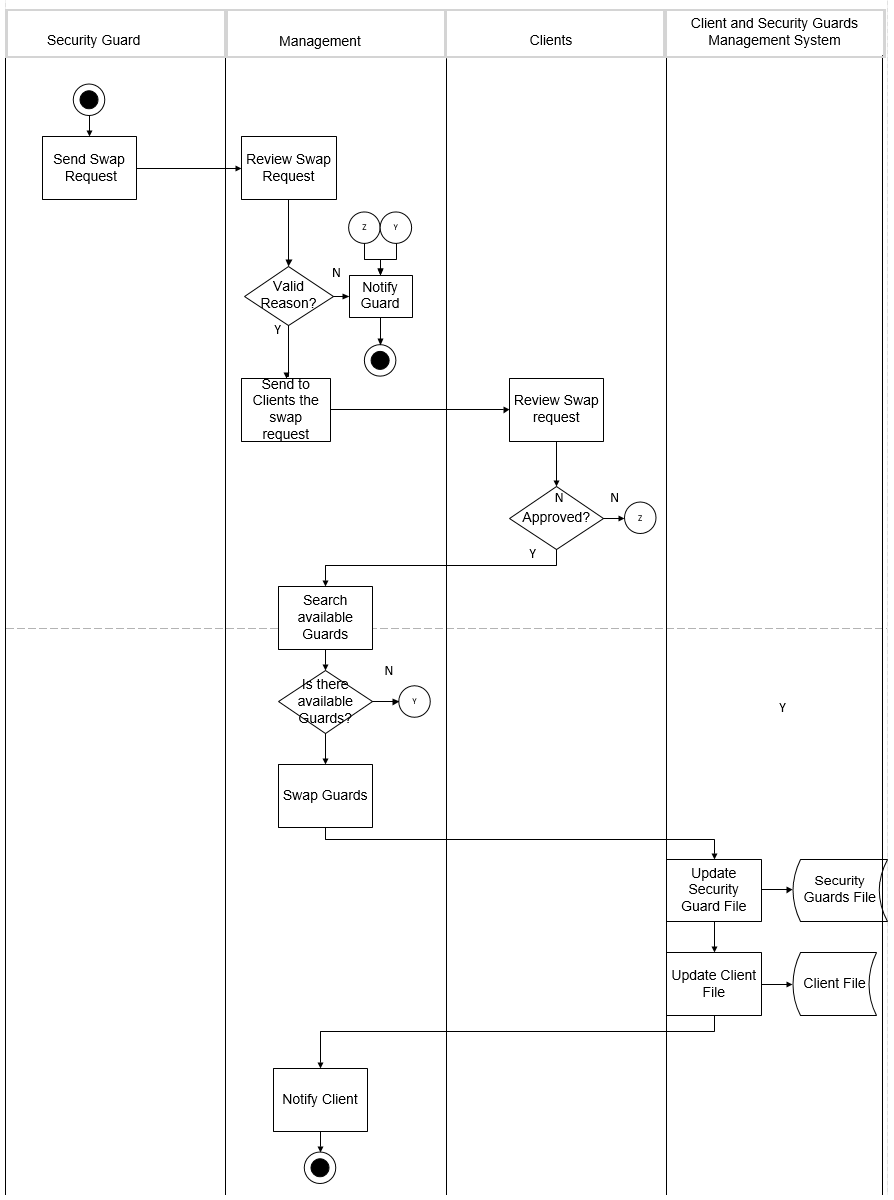 Security Guard
Management
Clients
Client and Security Guards
Management System
Send Swap
Request
Review Swap
Request
Z
Y
Valid
Reason?
N
Notify
Guard
Y
Send to
Clients the
swap
request
Review Swap
request
N
Approved?
N
Z
Y
Search
available
Guards
Is there
available
Guards?
N
Y
Y
Swap Guards
Update
Security
Guard File
Security
Guards File
Update Client
File
Client File
Notify Client